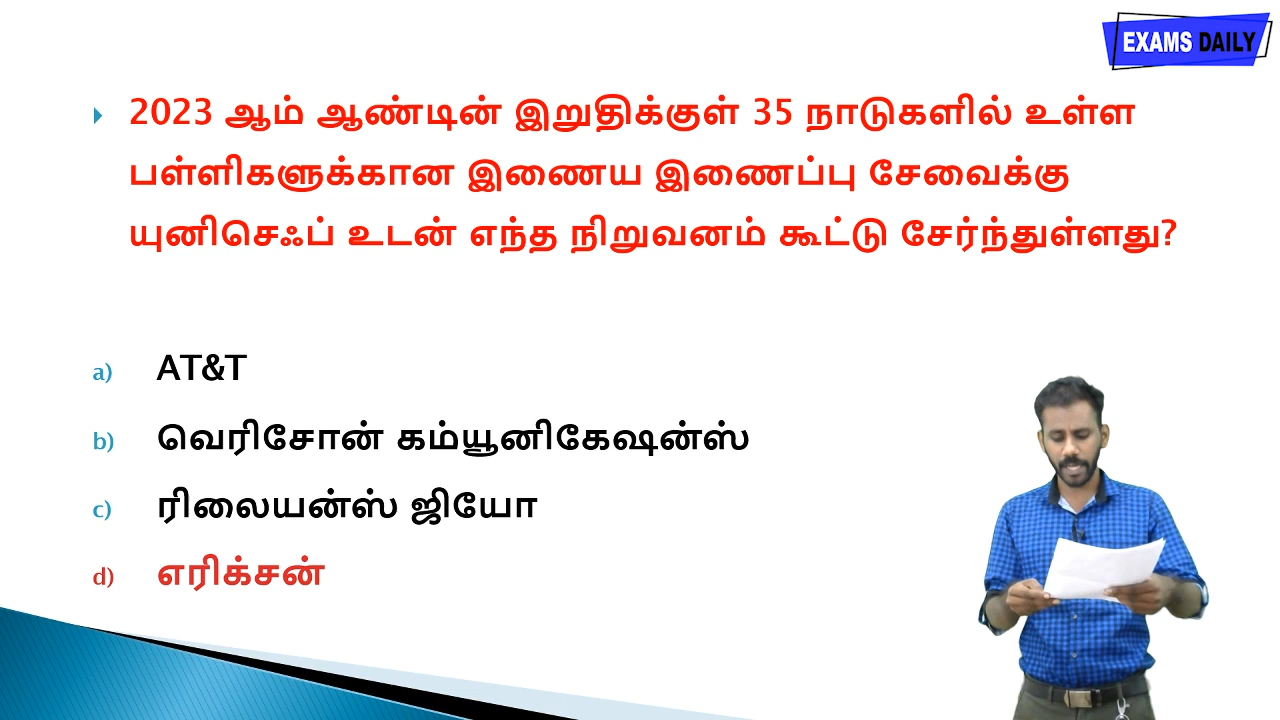 EXAMS DAILY
2023 ஆம் ஆண்டின் இறுதிக்குள் 35 நாடுகளில் உள்ள
பள்ளிகளுக்கான இணைய இணைப்பு சேவைக்கு
யுனிசெஃப் உடன் எந்த நிறுவனம் கூட்டு சேர்ந்துள்ளது?
a) AT&T
b) வெரிசோன் கம்யூனிகேஷன்ஸ்
c) ரிலையன்ஸ் ஜியோ
d) எரிக்சன்